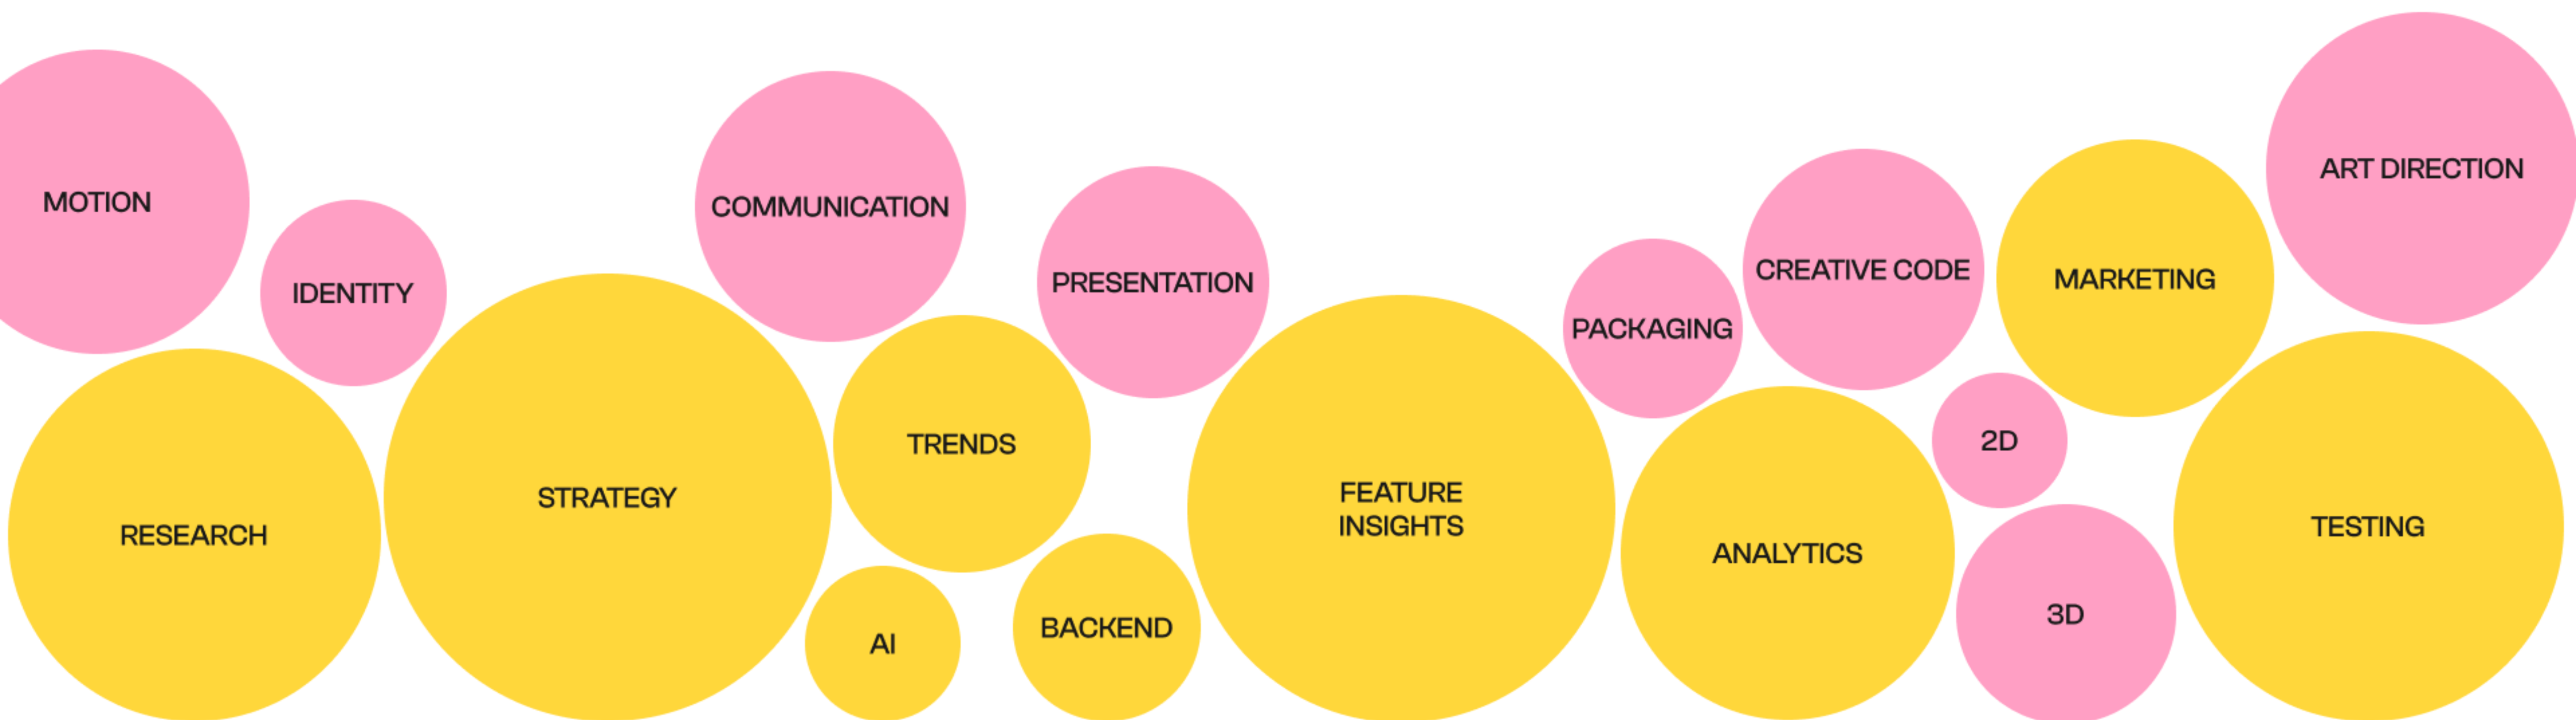 MOTION
IDENTITY
COMMUNICATION
PRESENTATION
PACKAGING
CREATIVE CODE
MARKETING
ART DIRECTION
RESEARCH
STRATEGY
TRENDS
AI
BACKEND
FEATURE
INSIGHTS
ANALYTICS
2D
3D
TESTING